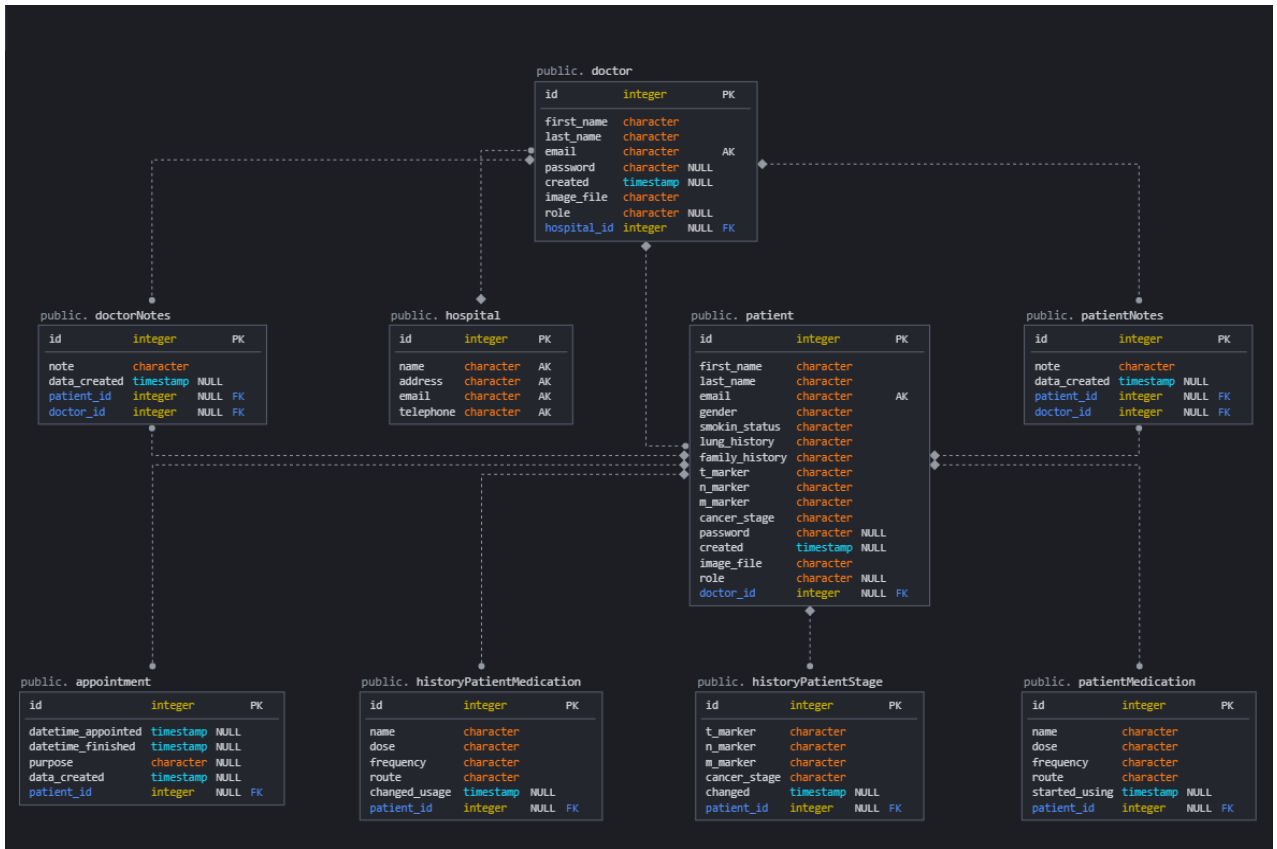 public. doctor
id integer PK
first_name character
last_name character
email character AK
password character NULL
created timestamp NULL
image_file character
role character NULL
hospital_id integer NULL FK
public. doctorNotes
id integer PK
note character
data_created timestamp NULL
patient_id integer NULL FK
doctor_id integer NULL FK
public. hospital
id integer PK
name character AK
address character AK
email character AK
telephone character AK
public. patient
id integer PK
first_name character
last_name character
email character AK
gender character
smokin_status character
lung_history character
family_history character
t_marker character
n_marker character
m_marker character
cancer_stage character
password character NULL
created timestamp NULL
image_file character
role character NULL
doctor_id integer NULL FK
public. patientNotes
id integer PK
note character
data_created timestamp NULL
patient_id integer NULL FK
doctor_id integer NULL FK
public. appointment
id integer PK
datetime_appointed timestamp NULL
datetime_finished timestamp NULL
purpose character NULL
data_created timestamp NULL
patient_id integer NULL FK
public. historyPatientMedication
id integer PK
name character
dose character
frequency character
route character
changed_usage timestamp NULL
patient_id integer NULL FK
public. historyPatientStage
id integer PK
t_marker character
n_marker character
m_marker character
cancer_stage character
changed timestamp NULL
patient_id integer NULL FK
public. patientMedication
id integer PK
name character
dose character
frequency character
route character
started_using timestamp NULL
patient_id integer NULL FK